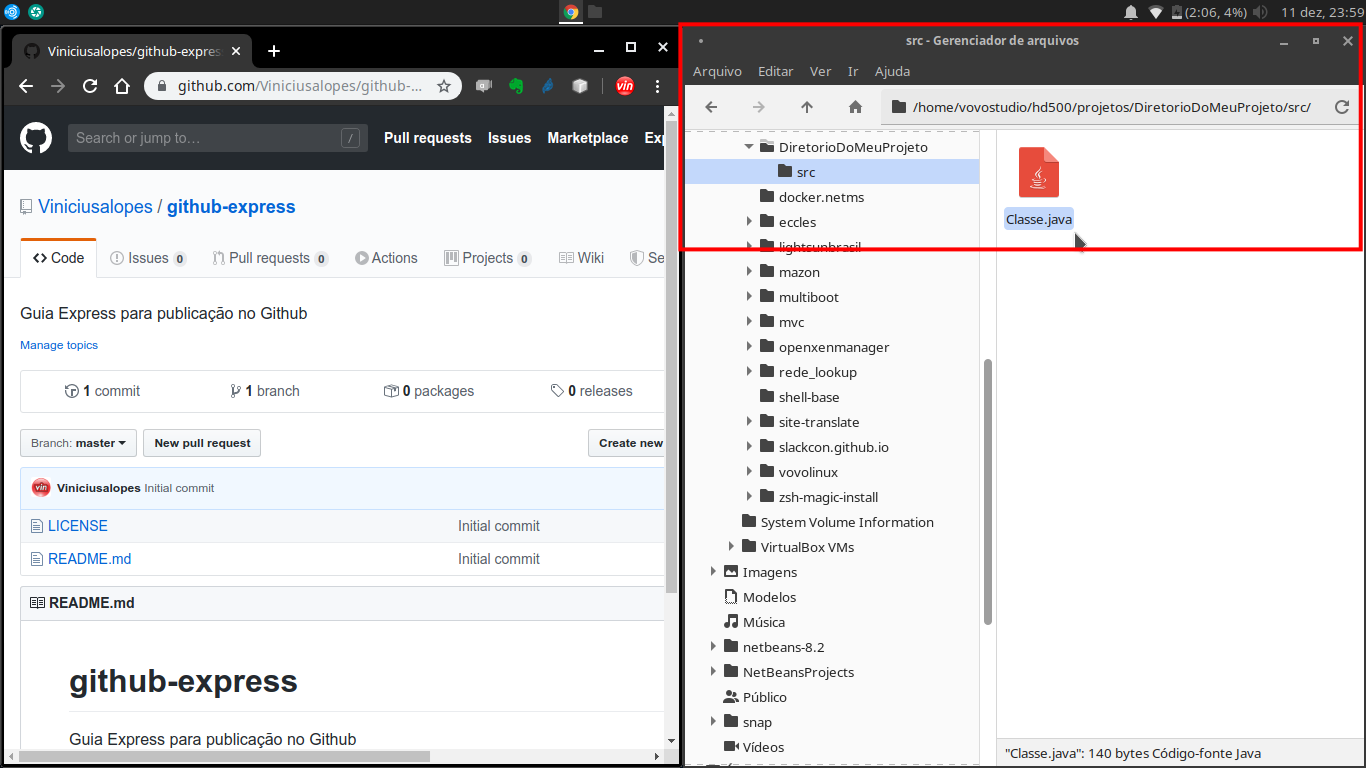 (2:06, 4%) 11 dez, 23:59
Viniciusalopes/github-expres
github.com/Viniciusalopes/github-...
vin
Search or jump to... /
Pull requests Issues Marketplace Exp
Viniciusalopes / github-express
Code Issues 0 Pull requests 0 Actions Projects 0 Wiki Se
Guia Express para publicação no Github
Manage topics
1 commit 1 branch 0 packages 0 releases
Branch: master New pull request Create new
vin Viniciusalopes Initial commit
LICENSE Initial commit
README.md Initial commit
README.md
github-express
Guia Express para publicação no Github
src - Gerenciador de arquivos
Arquivo Editar Ver Ir Ajuda
/home/vovostudio/hd500/projetos/DiretorioDoMeuProjeto/src/
DiretorioDoMeuProjeto
src
docker.netms
eccles
lightsunbrasil
mazon
multiboot
mvc
openxenmanager
rede_lookup
shell-base
site-translate
slackcon.github.io
vovolinux
zsh-magic-install
System Volume Information
VirtualBox VMs
Imagens
Modelos
Música
netbeans-8.2
NetBeansProjects
Público
snap
Vídeos
Classe.java
"Classe.java": 140 bytes Código-fonte Java